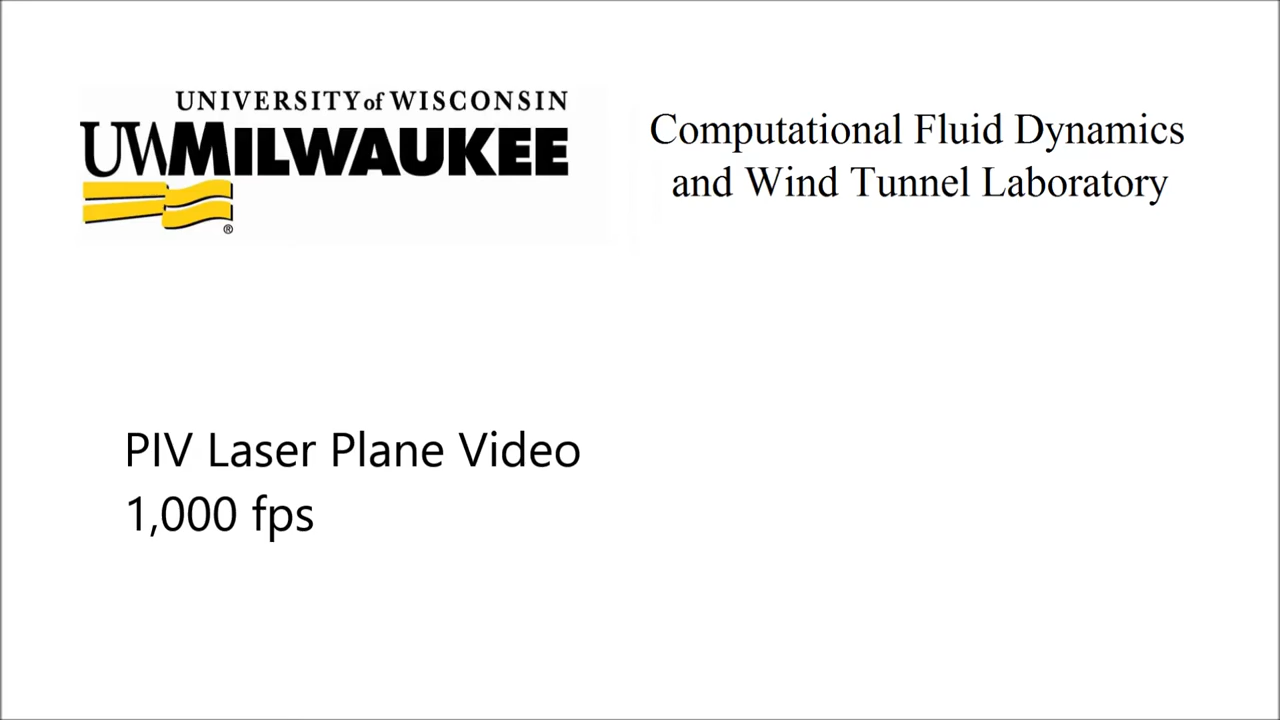 UNIVERSITY of WISCONSIN
UWMILWAUKEE
®
Computational Fluid Dynamics
and Wind Tunnel Laboratory
PIV Laser Plane Video
1,000 fps